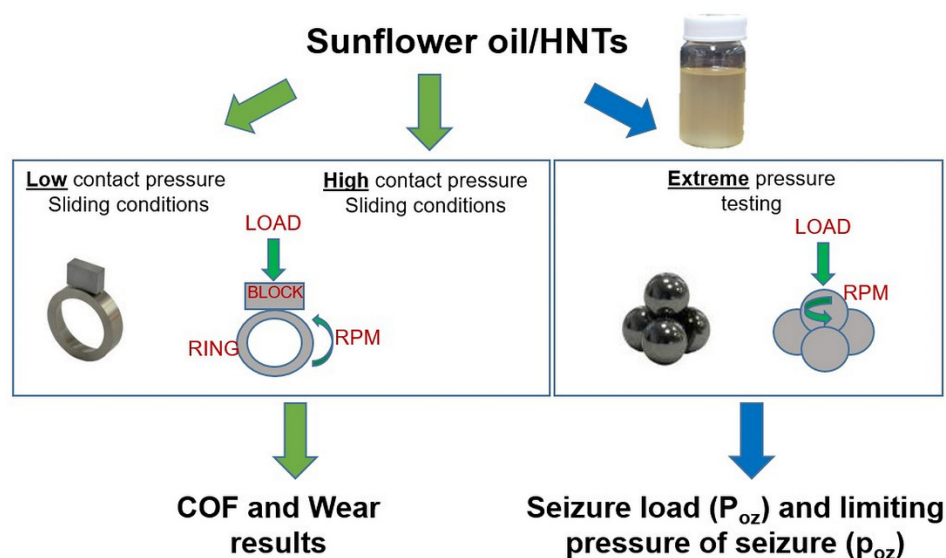 Sunflower oil/HNTs
Low contact pressure
Sliding conditions
High contact pressure
Sliding conditions
LOAD
BLOCK
RING
RPM
Extreme pressure
testing
LOAD
RPM
COF and Wear
results
Seizure load (Poz) and limiting
pressure of seizure (poz)